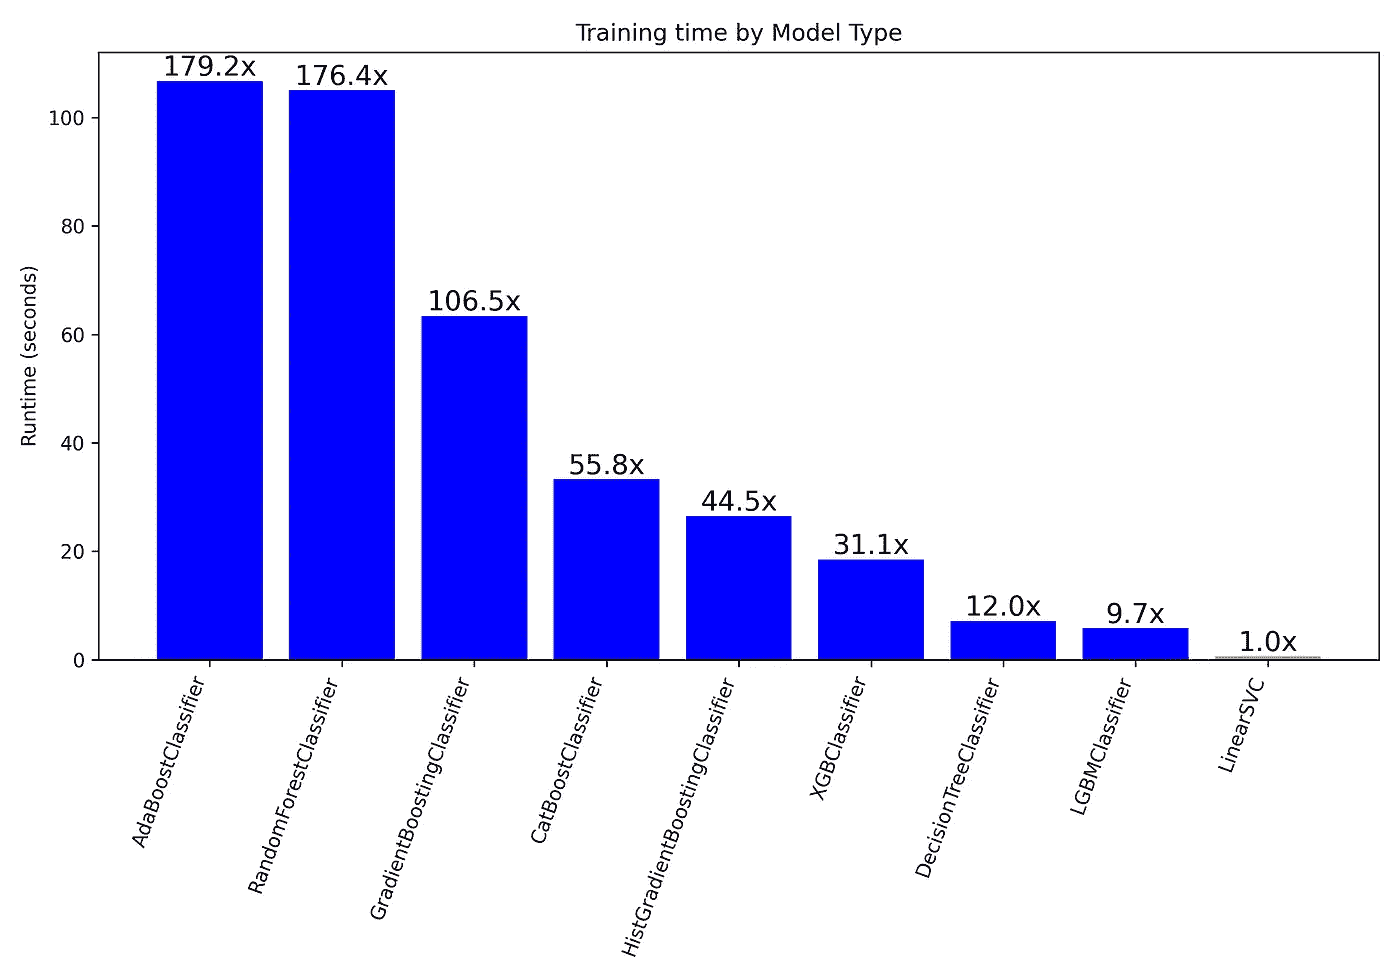 Training time by Model Type
179.2x
176.4x
106.5x
55.8x
44.5x
31.1x
12.0x
9.7x
1.0x
100
80
60
40
20
0
Runtime (seconds)
AdaBoostClassifier
RandomForestClassifier
GradientBoostingClassifier
CatBoostClassifier
HistGradientBoostingClassifier
XGBClassifier
DecisionTreeClassifier
LGBMClassifier
LinearSVC